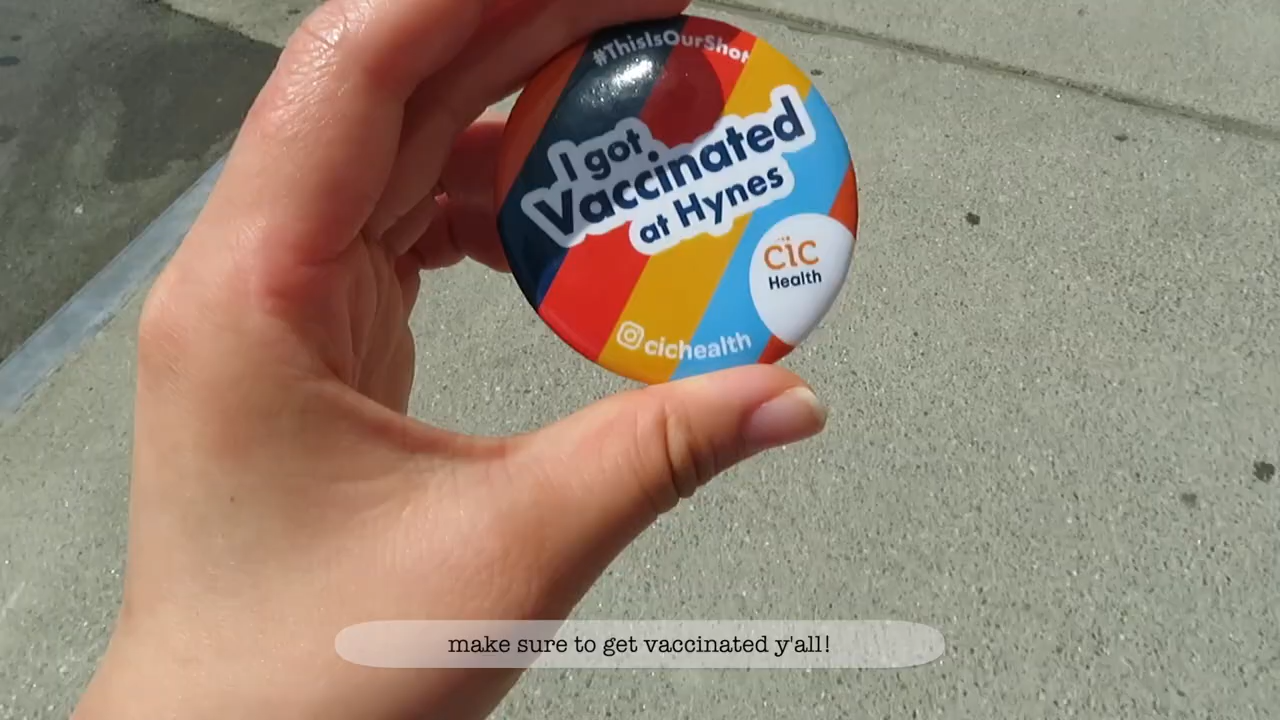 #ThisIsOurShot
I got
Vaccinated
at Hynes
cic
Health
cichealth
make sure to get vaccinated y'all!